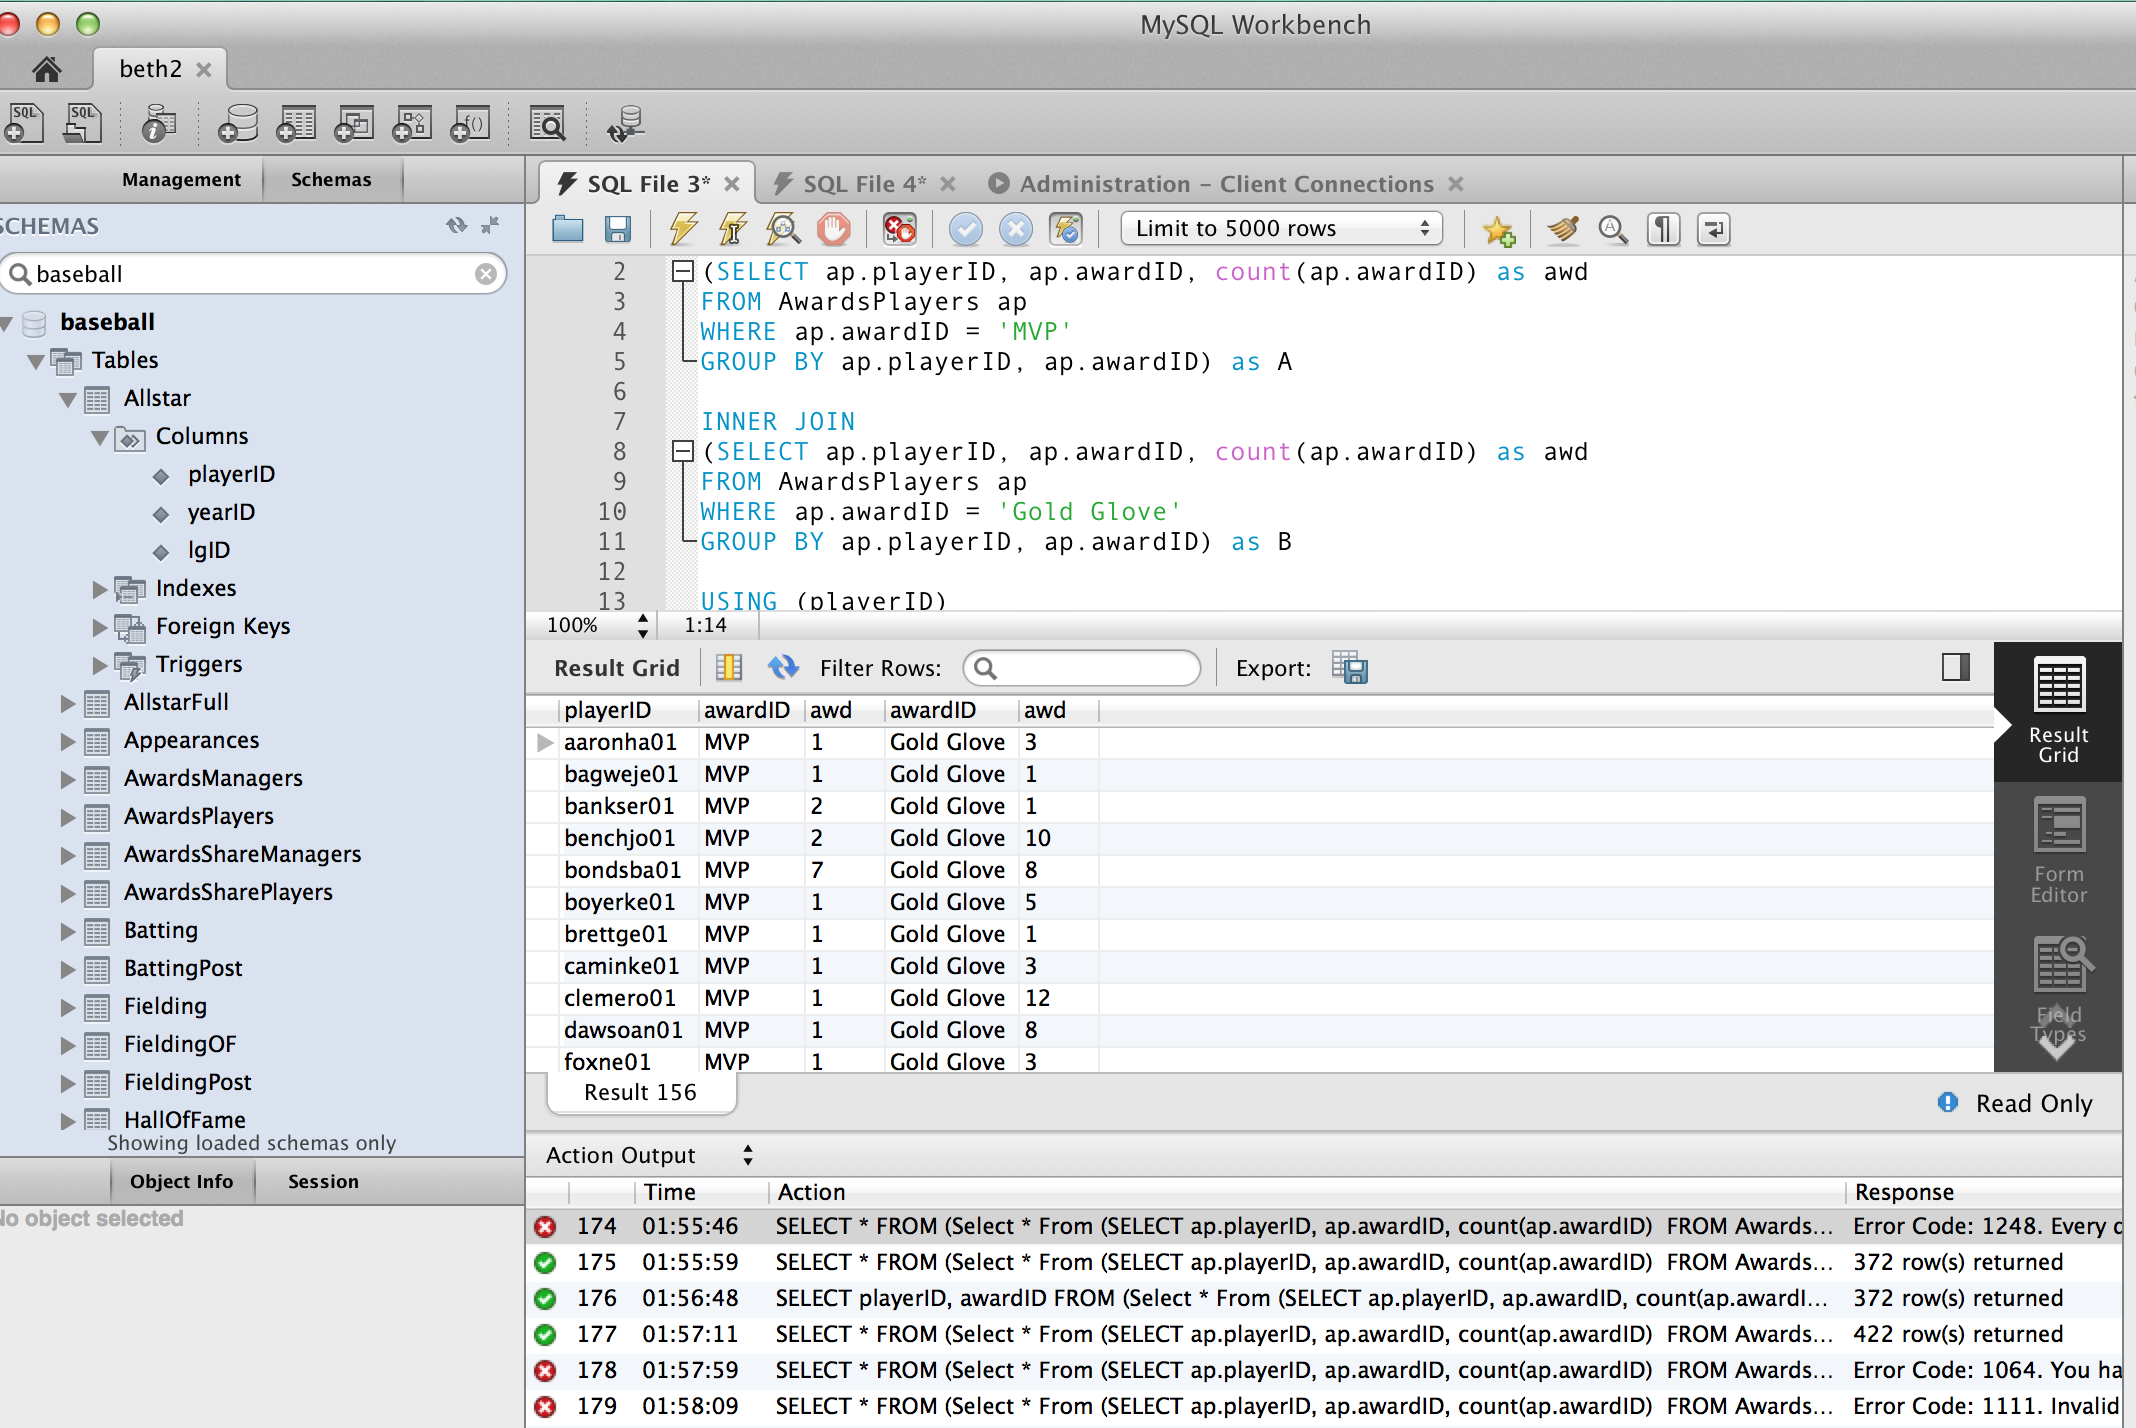 MySQL Workbench
beth2
SQL SQL
f()
Management Schemas
SCHEMAS
baseball
baseball
Tables
Allstar
Columns
playerID
yearID
lgID
Indexes
Foreign Keys
Triggers
AllstarFull
Appearances
AwardsManagers
AwardsPlayers
AwardsShareManagers
AwardsSharePlayers
Batting
BattingPost
Fielding
FieldingOF
FieldingPost
HallOfFame
Showing loaded schemas only
Object Info Session
No object selected
SQL File 3* SQL File 4* Administration - Client Connections
Limit to 5000 rows
2 (SELECT ap.playerID, ap.awardID, count(ap.awardID) as awd
3 FROM AwardsPlayers ap
4 WHERE ap.awardID = 'MVP'
5 GROUP BY ap.playerID, ap.awardID) as A
6
7 INNER JOIN
8 (SELECT ap.playerID, ap.awardID, count(ap.awardID) as awd
9 FROM AwardsPlayers ap
10 WHERE ap.awardID = 'Gold Glove'
11 GROUP BY ap.playerID, ap.awardID) as B
12
13 USING (playerID)
100% 1:14
Result Grid Filter Rows: Export:
playerID awardID awd awardID awd
aaronha01 MVP 1 Gold Glove 3
bagweje01 MVP 1 Gold Glove 1
bankser01 MVP 2 Gold Glove 1
benchjo01 MVP 2 Gold Glove 10
bondsba01 MVP 7 Gold Glove 8
boyerke01 MVP 1 Gold Glove 5
brettge01 MVP 1 Gold Glove 1
caminke01 MVP 1 Gold Glove 3
clemero01 MVP 1 Gold Glove 12
dawsoan01 MVP 1 Gold Glove 8
foxne01 MVP 1 Gold Glove 3
Result Grid
Form Editor
Field Types
Result 156
Read Only
Action Output
Time Action Response
174 01:55:46 SELECT * FROM (Select * From (SELECT ap.playerID, ap.awardID, count(ap.awardID) FROM Awards... Error Code: 1248. Every
175 01:55:59 SELECT * FROM (Select * From (SELECT ap.playerID, ap.awardID, count(ap.awardID) FROM Awards... 372 row(s) returned
176 01:56:48 SELECT playerID, awardID FROM (Select * From (SELECT ap.playerID, ap.awardID, count(ap.awardI... 372 row(s) returned
177 01:57:11 SELECT * FROM (Select * From (SELECT ap.playerID, ap.awardID, count(ap.awardID) FROM Awards... 422 row(s) returned
178 01:57:59 SELECT * FROM (Select * From (SELECT ap.playerID, ap.awardID, count(ap.awardID) FROM Awards... Error Code: 1064. You ha
179 01:58:09 SELECT * FROM (Select * From (SELECT ap.playerID, ap.awardID, count(ap.awardID) FROM Awards... Error Code: 1111. Invalid